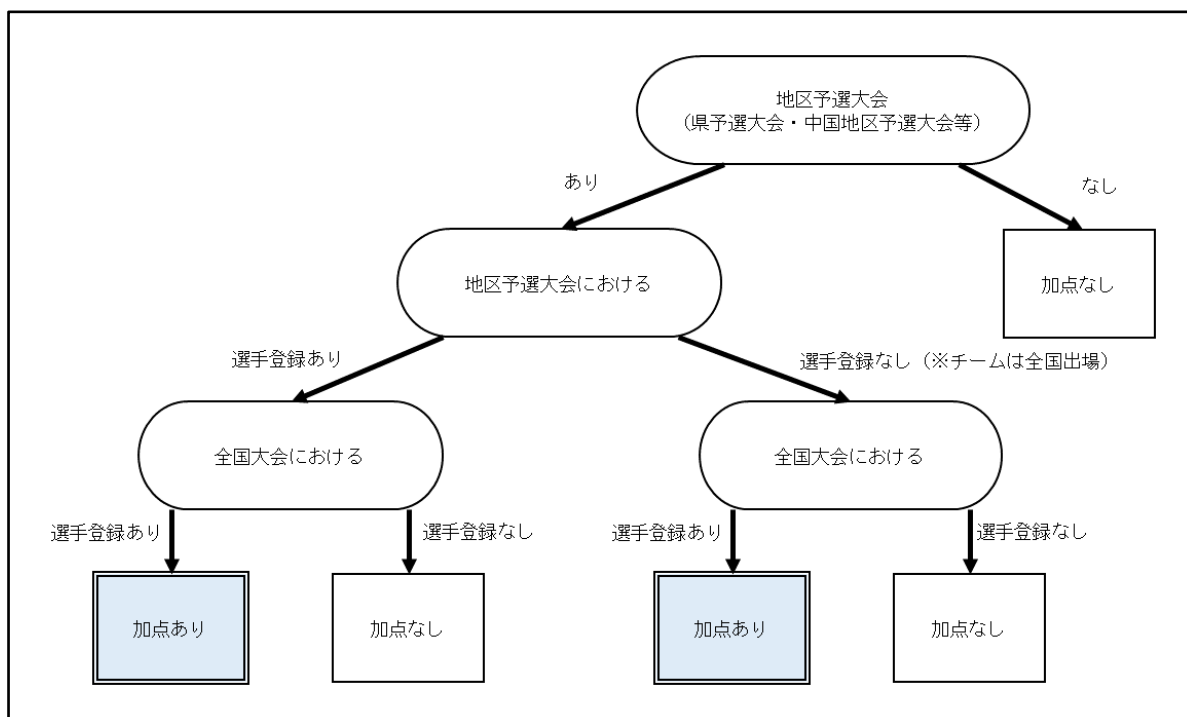 地区予選大会
（県予選大会・中国地区予選大会等）
あり
なし
地区予選大会における
加点なし
選手登録あり
選手登録なし（※チームは全国出場）
全国大会における
全国大会における
選手登録あり
選手登録なし
選手登録あり
選手登録なし
加点あり
加点なし
加点あり
加点なし